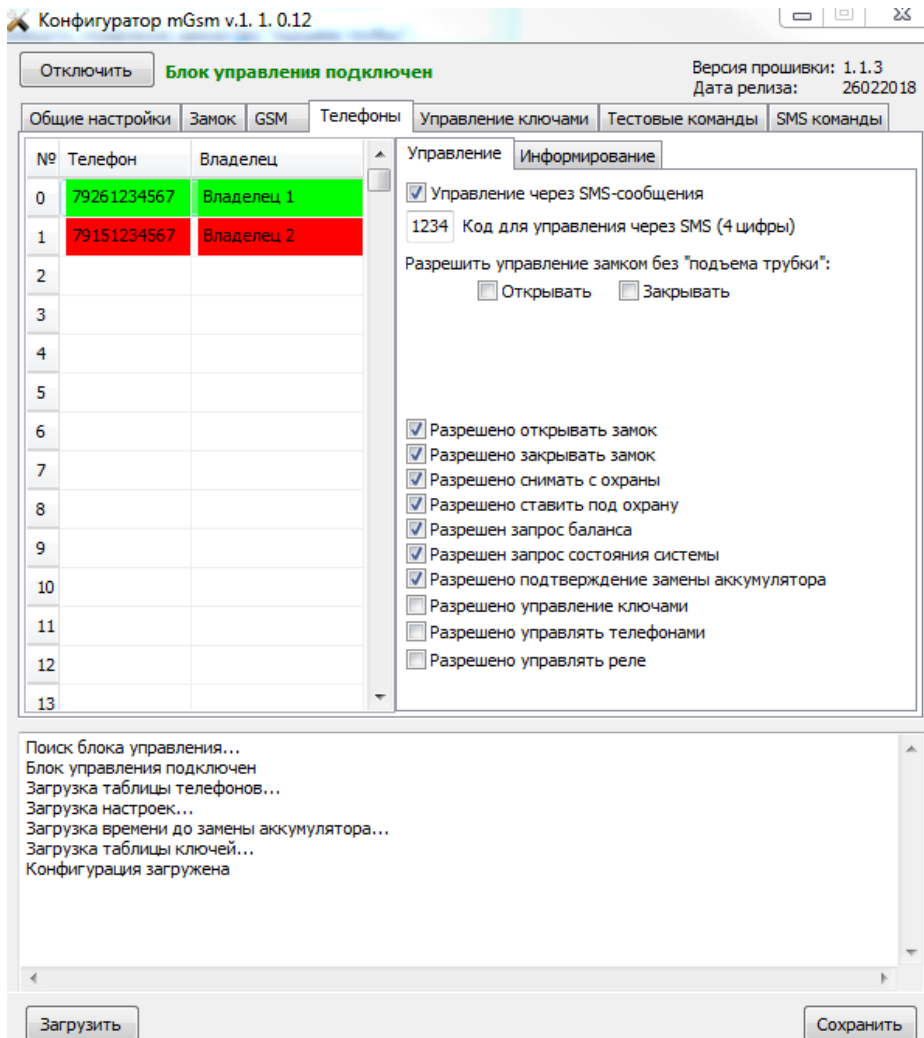 Конфигуратор mGsm v.1. 1. 0.12
Отключить
Блок управления подключен
Версия прошивки: 1.1.3
Дата релиза: 26022018
Общие настройки Замок GSM Телефоны Управление ключами Тестовые команды SMS команды
№ Телефон Владелец
0 79261234567 Владелец 1
1 79151234567 Владелец 2
2
3
4
5
6
7
8
9
10
11
12
13
Управление Информирование
Управление через SMS-сообщения
1234 Код для управления через SMS (4 цифры)
Разрешить управление замком без "подъема трубки":
Открывать Закрывать
Разрешено открывать замок
Разрешено закрывать замок
Разрешено снимать с охраны
Разрешено ставить под охрану
Разрешен запрос баланса
Разрешен запрос состояния системы
Разрешено подтверждение замены аккумулятора
Разрешено управление ключами
Разрешено управлять телефонами
Разрешено управлять реле
Поиск блока управления...
Блок управления подключен
Загрузка таблицы телефонов...
Загрузка настроек...
Загрузка времени до замены аккумулятора...
Загрузка таблицы ключей...
Конфигурация загружена
Загрузить
Сохранить